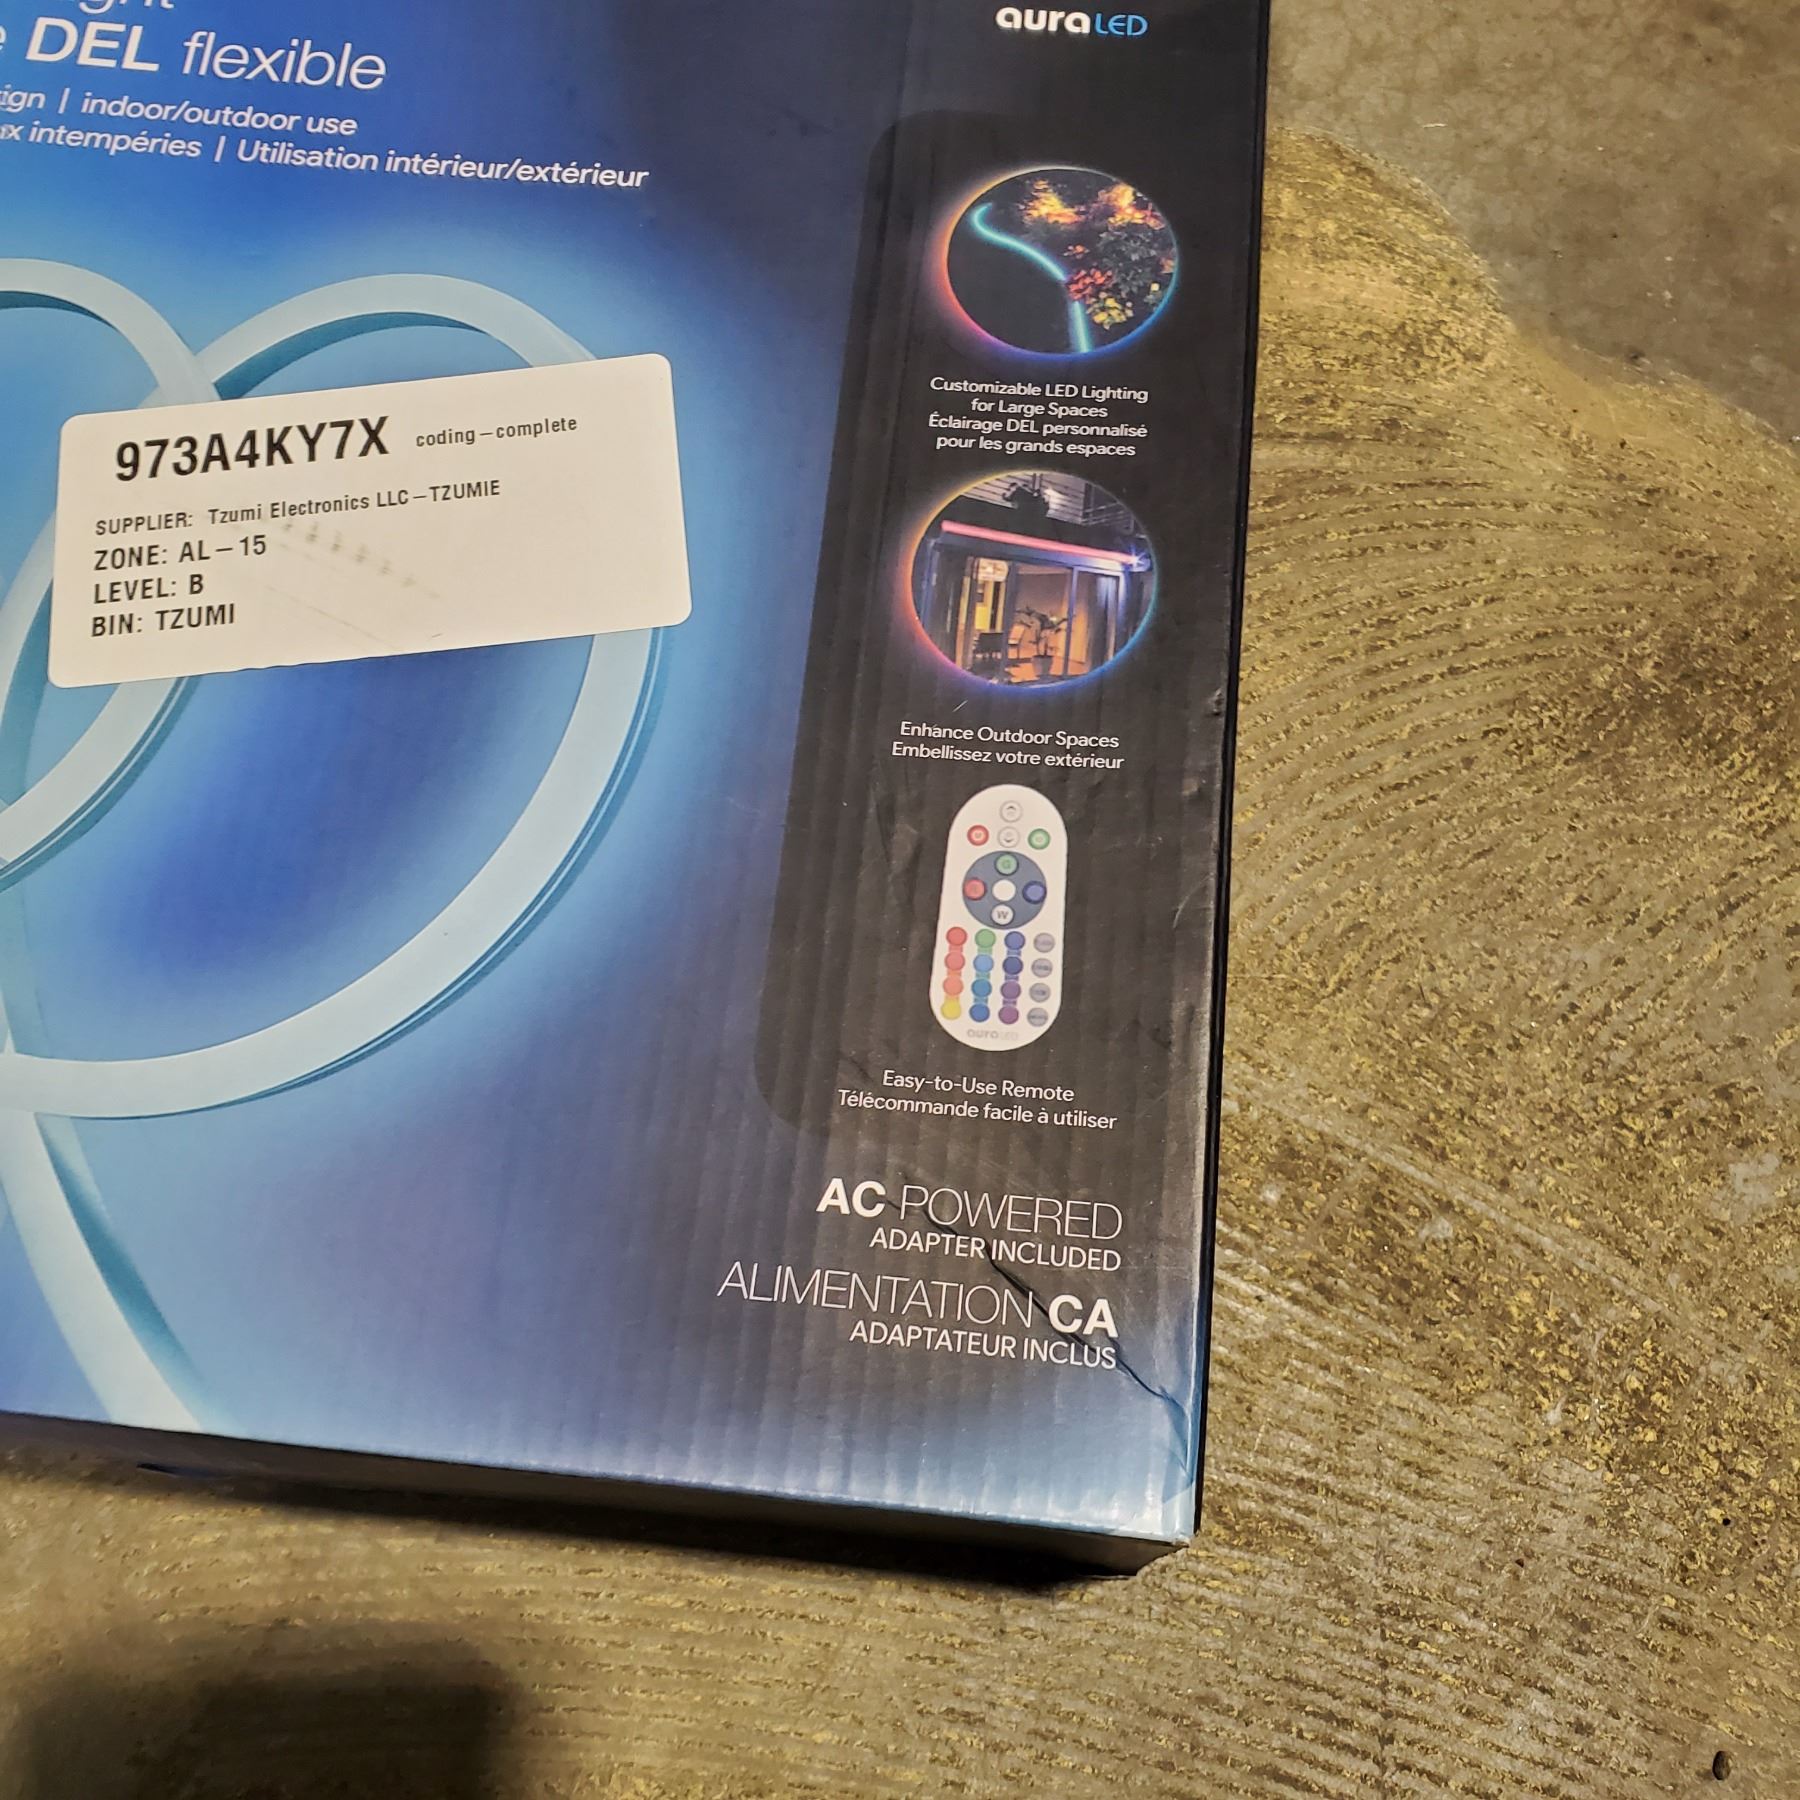 DEL flexible
auraLED
indoor/outdoor use
intempéries | Utilisation intérieur/extérieur
Customizable LED Lighting
for Large Spaces
Éclairage DEL personnalisé
pour les grands espaces
973A4KY7X coding-complete
SUPPLIER: Tzumi Electronics LLC-TZUMIE
ZONE: AL-15
LEVEL: B
BIN: TZUMI
Enhance Outdoor Spaces
Embellissez votre extérieur
W
auraLED
Easy-to-Use Remote
Télécommande facile à utiliser
AC POWERED
ADAPTER INCLUDED
ALIMENTATION CA
ADAPTATEUR INCLUS